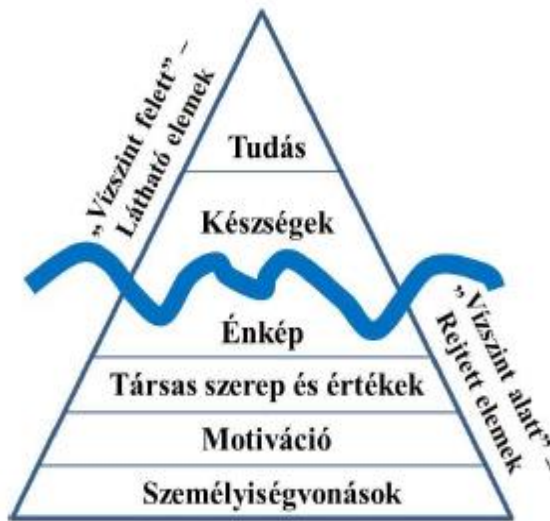 „Vízszint felett” –
Látható elemek
Tudás
Készségek
Énkép
Társas szerep és értékek
Motiváció
Személyiségvonások
„Vízszint alatt” –
Rejtett elemek